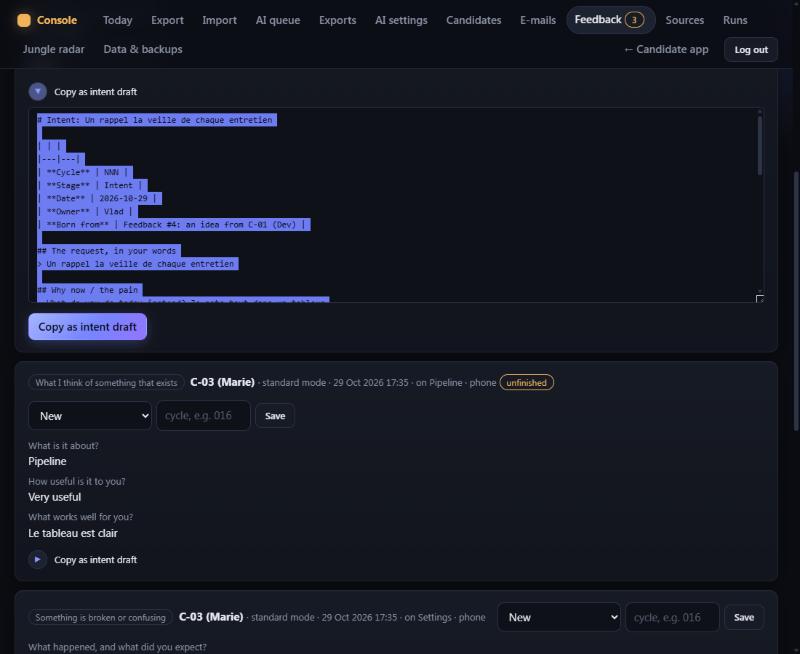 Console Today Export Import AI queue Exports AI settings Candidates E-mails Feedback 3 Sources Runs
Jungle radar Data & backups ← Candidate app Log out
Copy as intent draft
# Intent: Un rappel la veille de chaque entretien
| | |
|---|---|
| **Cycle** | NNN |
| **Stage** | Intent |
| **Date** | 2026-10-29 |
| **Owner** | Vlad |
| **Born from** | Feedback #4: an idea from C-01 (Dev) |
## The request, in your words
> Un rappel la veille de chaque entretien
## Why now / the pain
Copy as intent draft
What I think of something that exists C-03 (Marie) · standard mode · 29 Oct 2026 17:35 · on Pipeline · phone unfinished
New cycle, e.g. 016 Save
What is it about?
Pipeline
How useful is it to you?
Very useful
What works well for you?
Le tableau est clair
Copy as intent draft
Something is broken or confusing C-03 (Marie) · standard mode · 29 Oct 2026 17:35 · on Settings · phone New cycle, e.g. 016 Save
What happened, and what did you expect?